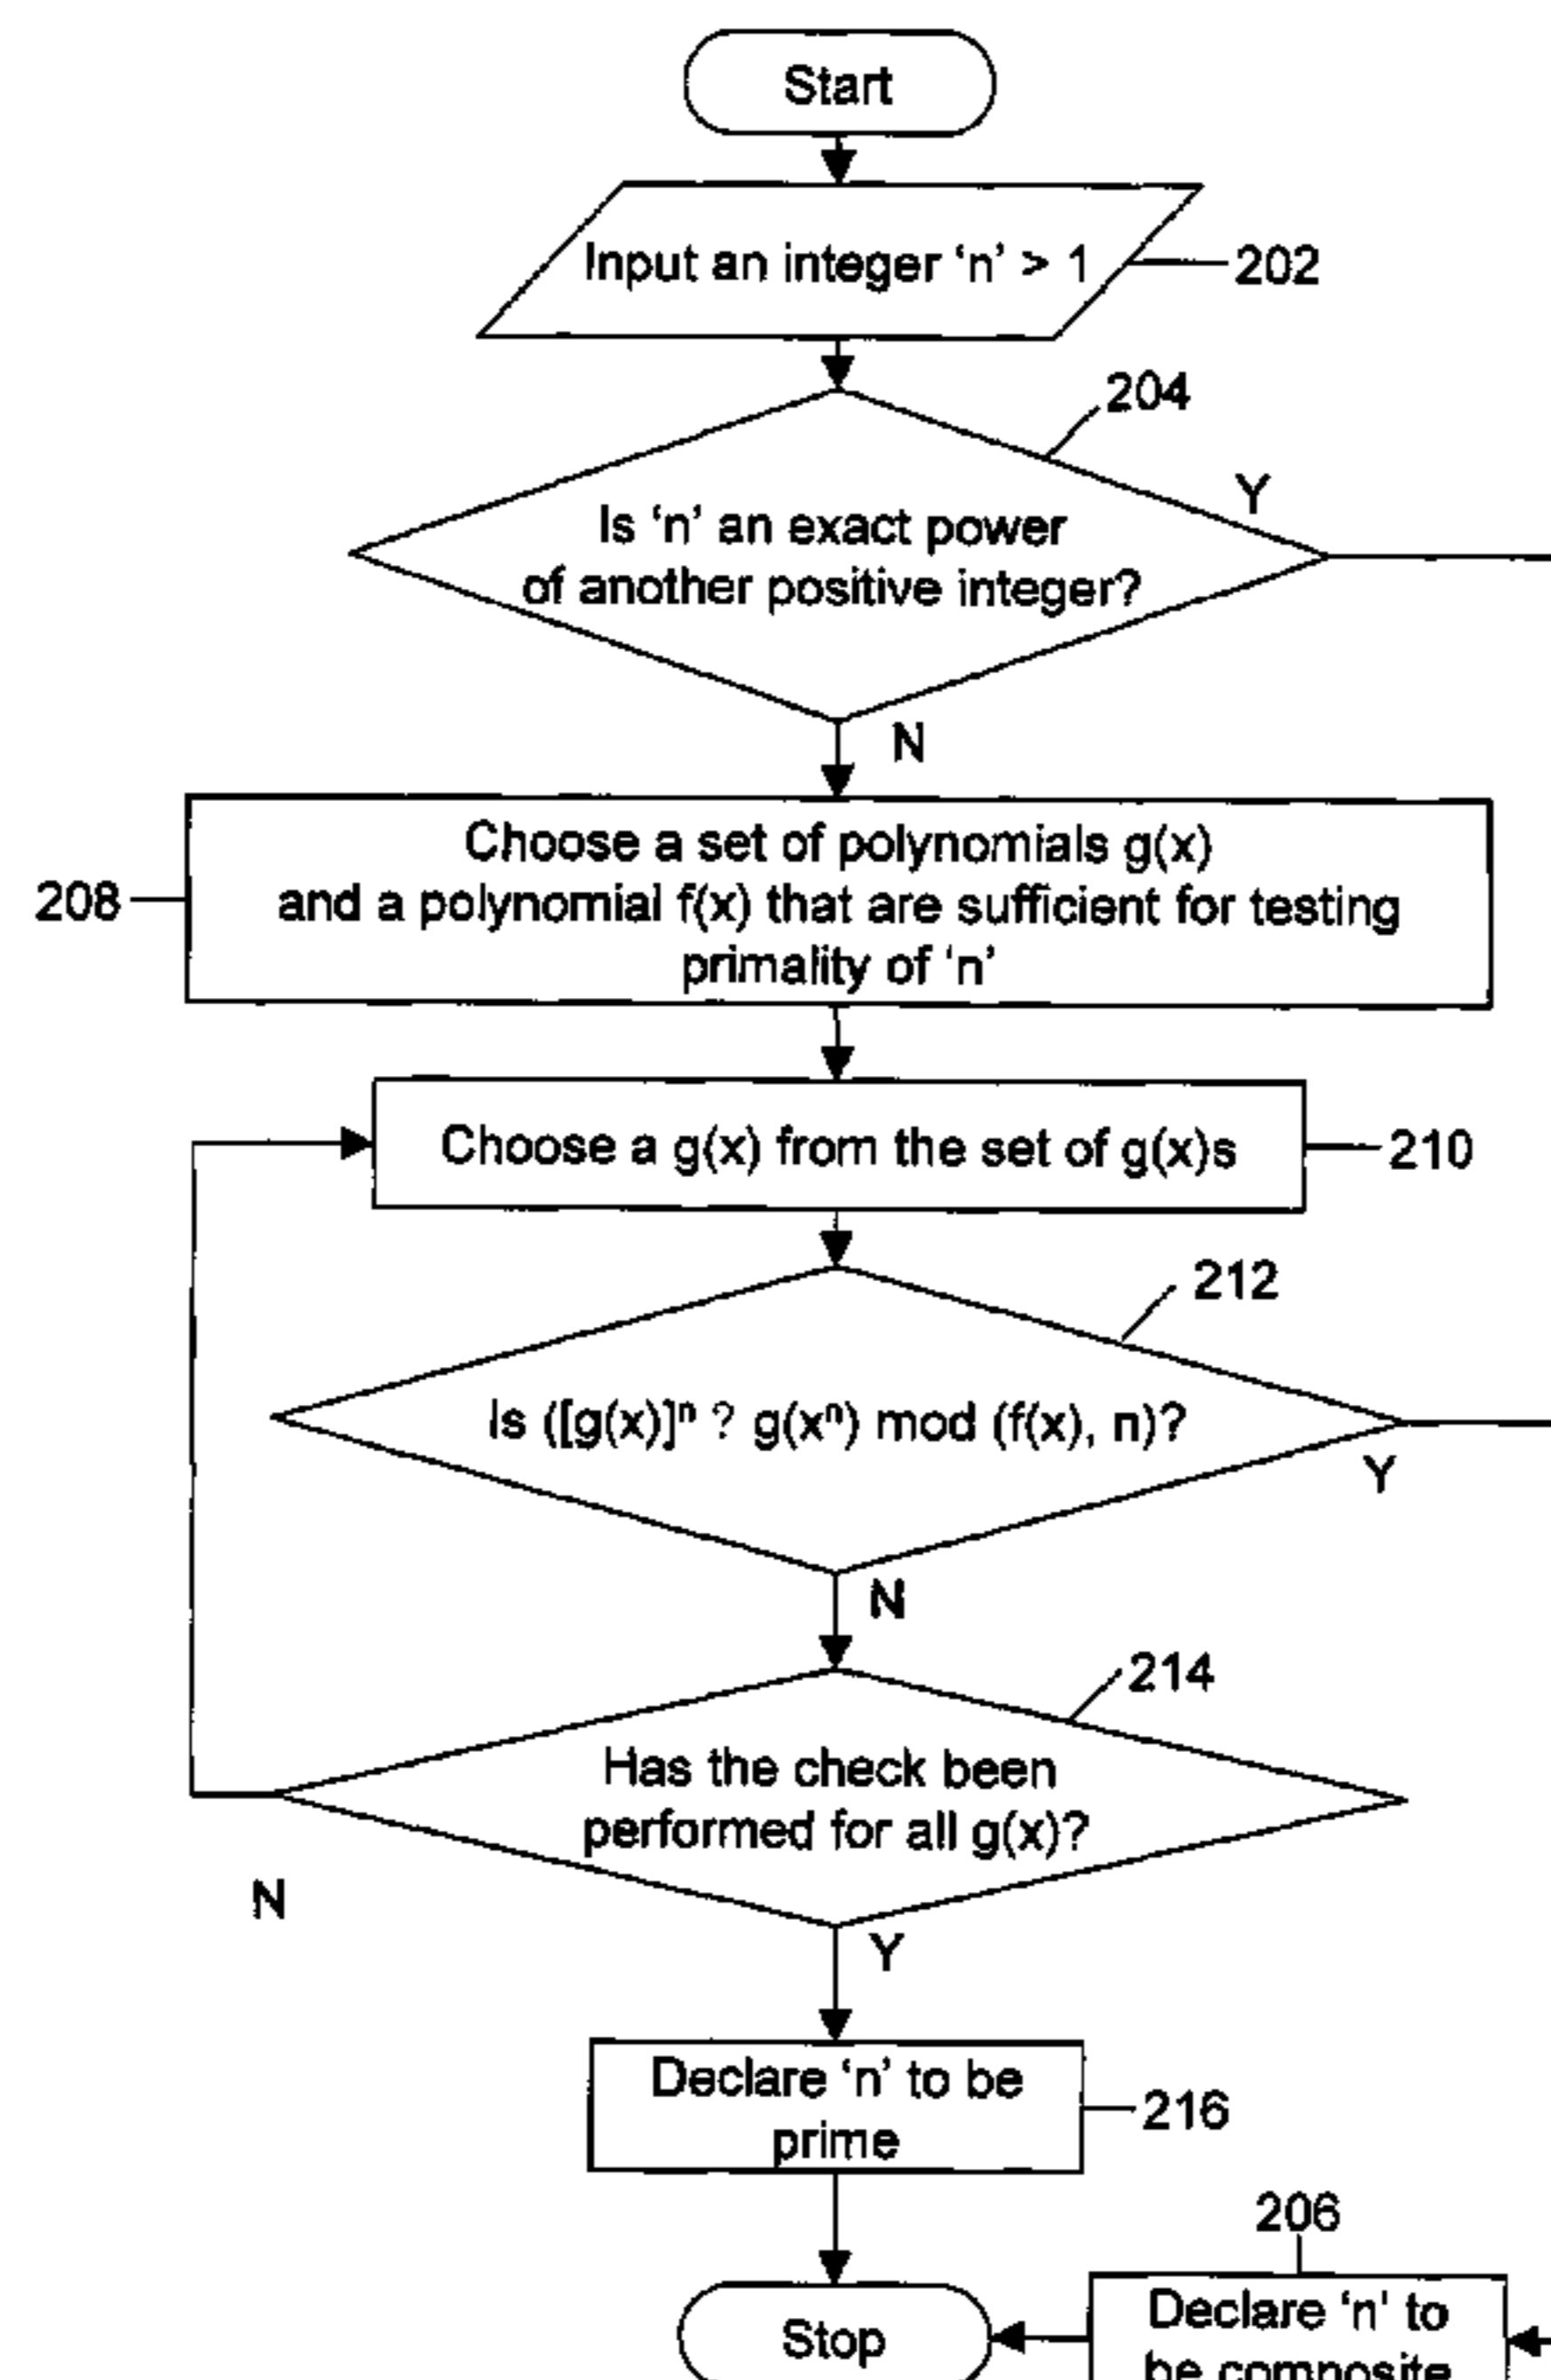 Start
Input an integer ‘n’ > 1
202
204
Y
Is ‘n’ an exact power
of another positive integer?
N
Choose a set of polynomials g(x)
208
and a polynomial f(x) that are sufficient for testing
primality of ‘n’
Choose a g(x) from the set of g(x)s
210
212
Is ([g(x)]ⁿ ? g(xⁿ) mod (f(x), n)?
Y
N
214
Has the check been
performed for all g(x)?
N
Y
Declare ‘n’ to be
prime
216
206
Declare ‘n’ to
be composite
Stop